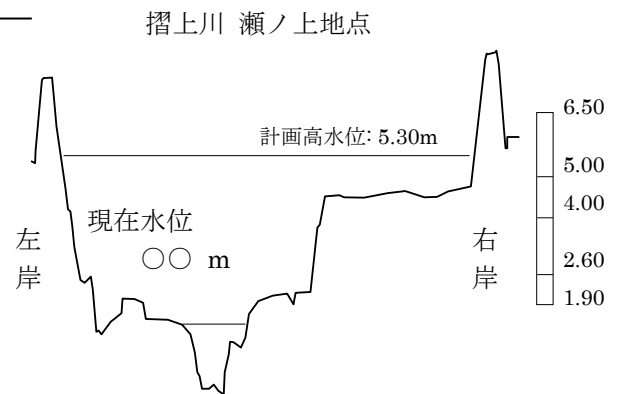 摺上川 瀬ノ上地点
計画高水位: 5.30m
現在水位
〇〇 m
左岸
右岸
6.50
5.00
4.00
2.60
1.90